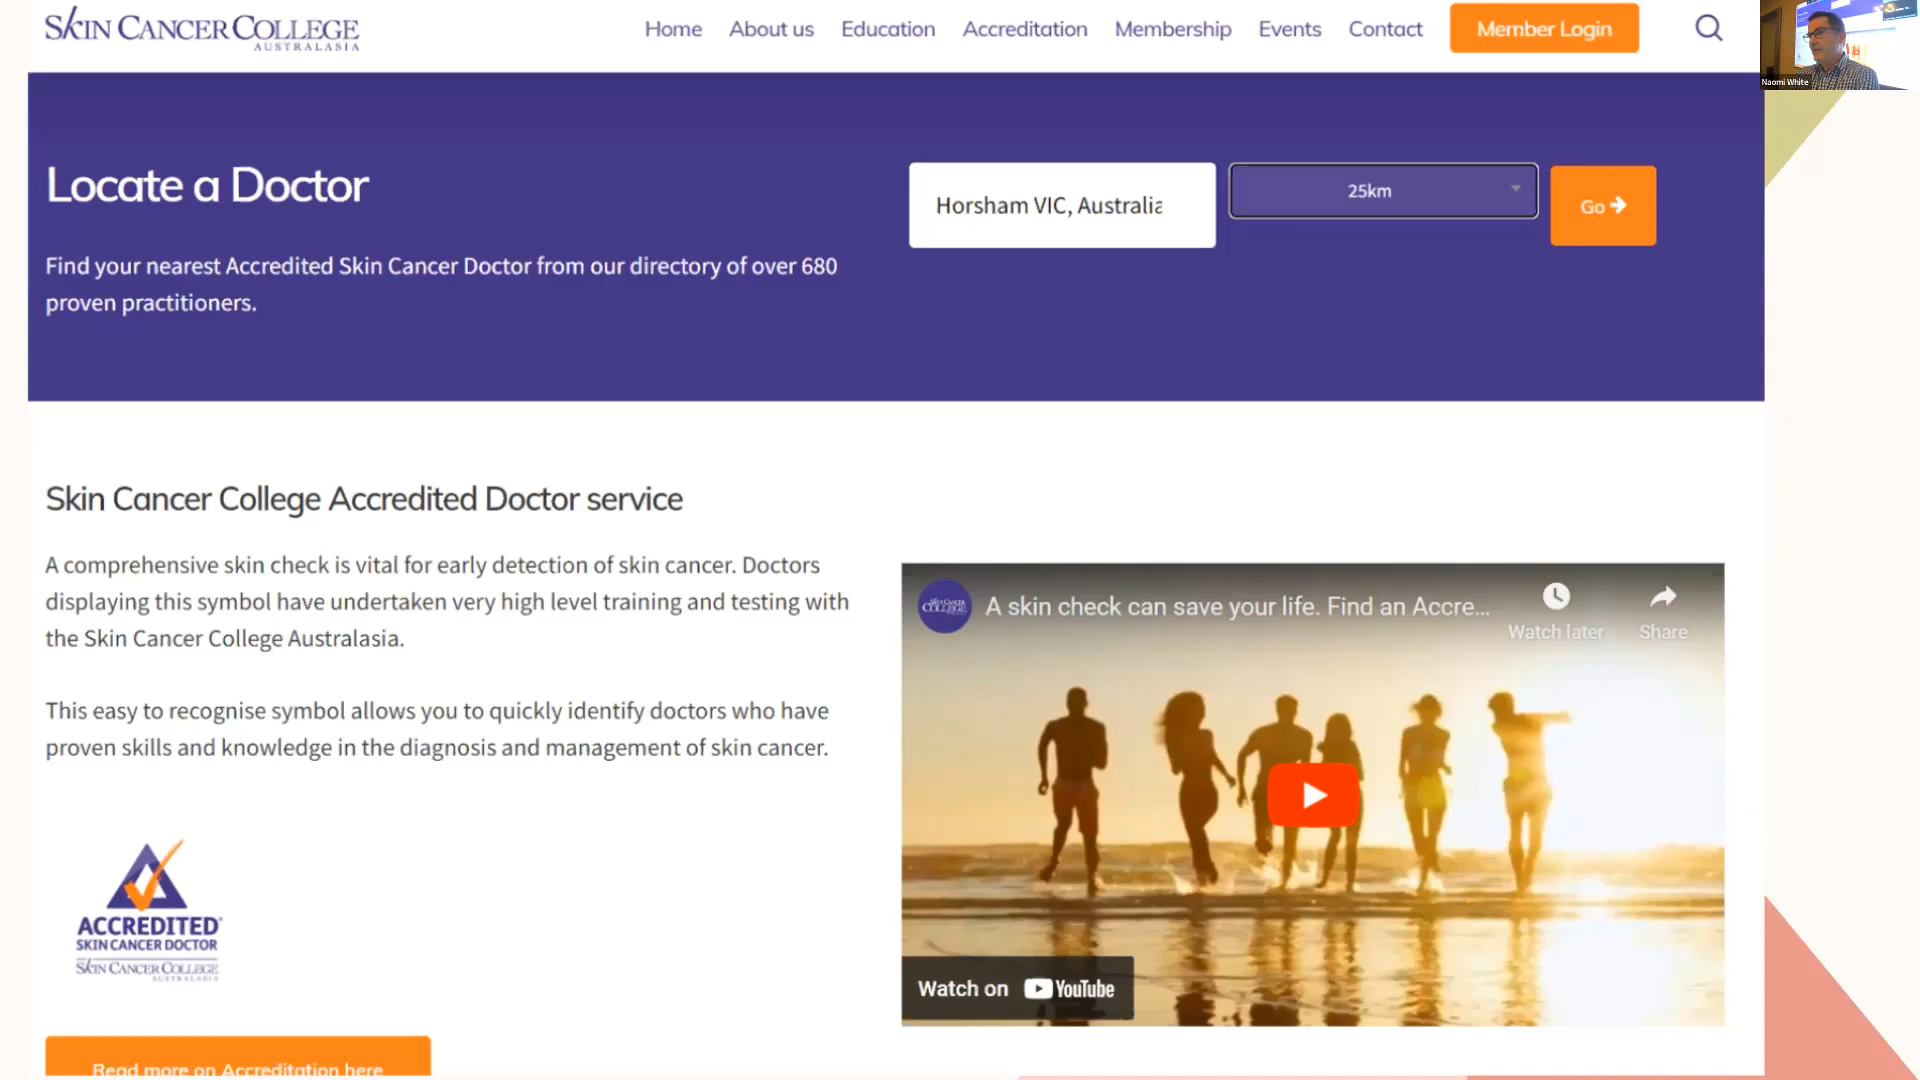 SKIN CANCER COLLEGE
AUSTRALASIA
Home About us Education Accreditation Membership Events Contact Member Login
Naomi White
Locate a Doctor
Horsham VIC, Australia
25km
Go
Find your nearest Accredited Skin Cancer Doctor from our directory of over 680
proven practitioners.
Skin Cancer College Accredited Doctor service
A comprehensive skin check is vital for early detection of skin cancer. Doctors
displaying this symbol have undertaken very high level training and testing with
the Skin Cancer College Australasia.
This easy to recognise symbol allows you to quickly identify doctors who have
proven skills and knowledge in the diagnosis and management of skin cancer.
SKIN CANCER
COLLEGE
A skin check can save your life. Find an Accre...
Watch later
Share
Watch on YouTube
ACCREDITED
SKIN CANCER DOCTOR
SKIN CANCER COLLEGE
AUSTRALASIA
Read more on Accreditation here